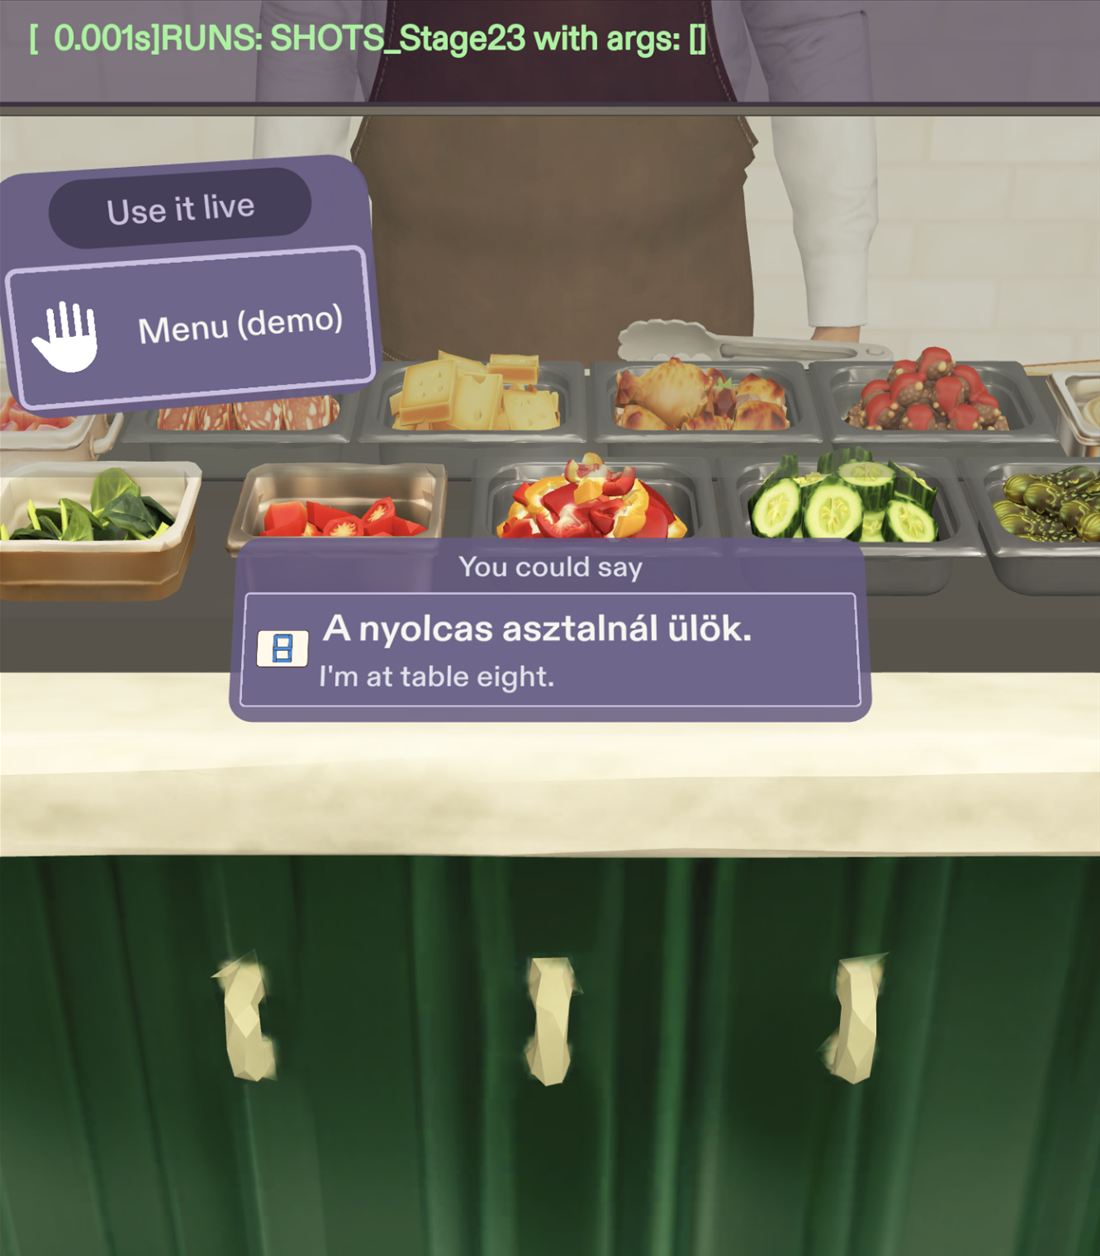 [  0.001s]RUNS: SHOTS_Stage23 with args: []
Use it live
Menu (demo)
You could say
8
A nyolcas asztalnál ülök.
I'm at table eight.